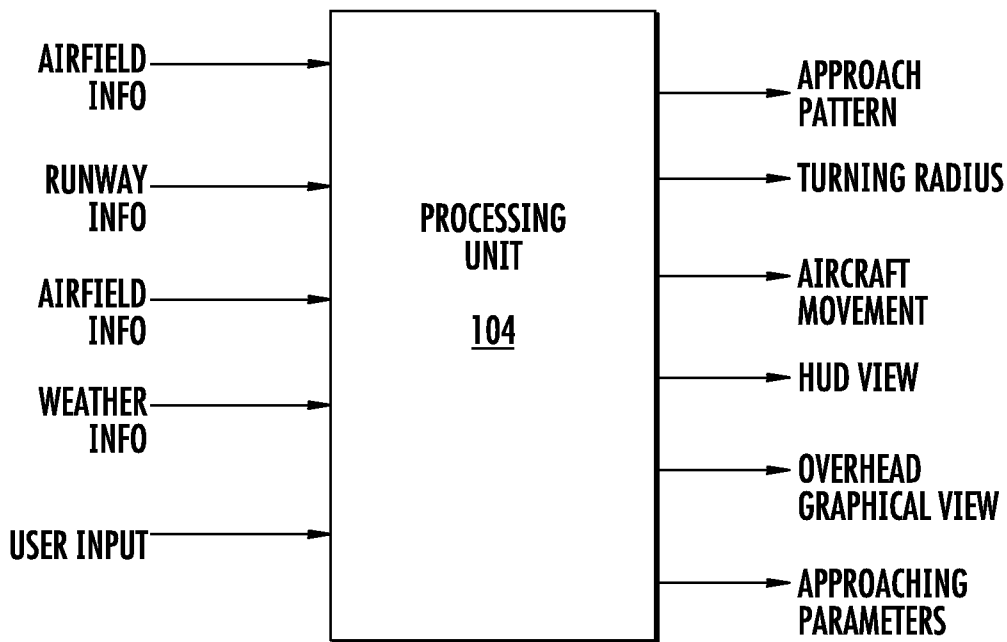 AIRFIELD
INFO
RUNWAY
INFO
AIRFIELD
INFO
WEATHER
INFO
USER INPUT
PROCESSING
UNIT
104
APPROACH
PATTERN
TURNING RADIUS
AIRCRAFT
MOVEMENT
HUD VIEW
OVERHEAD
GRAPHICAL VIEW
APPROACHING
PARAMETERS